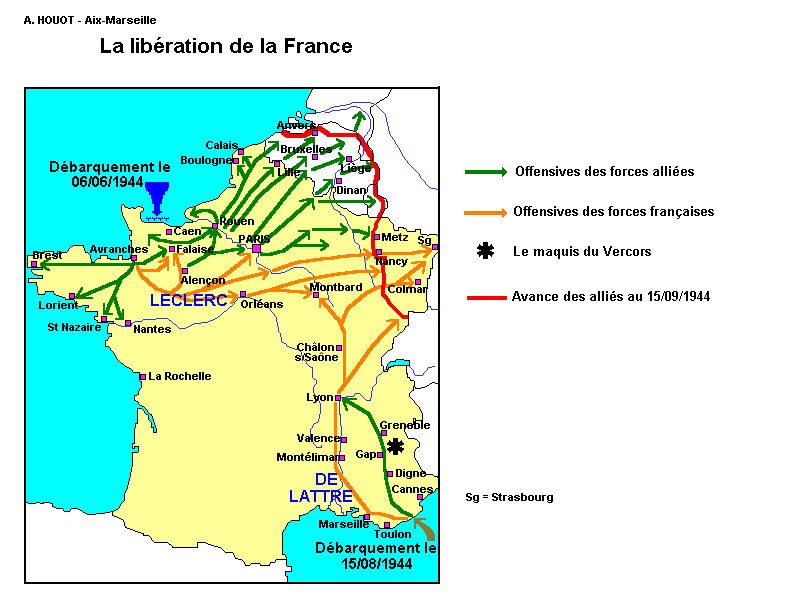 A. HOUOT - Aix-Marseille
La libération de la France
Anvers
Calais
Bruxelles
Boulogne
Débarquement le
06/06/1944
Lille
Liège
Dinan
Rouen
Caen
PARIS
Metz
Sg
Avranches
Falaise
Brest
Nancy
Alençon
Montbard
Colmar
LECLERC
Orléans
Lorient
St Nazaire
Nantes
Châlon
s/Saône
La Rochelle
Lyon
Grenoble
Valence
Gap
Montélimar
Digne
DE
LATTRE
Cannes
Marseille
Toulon
Débarquement le
15/08/1944
Offensives des forces alliées
Offensives des forces françaises
Le maquis du Vercors
Avance des alliés au 15/09/1944
Sg = Strasbourg